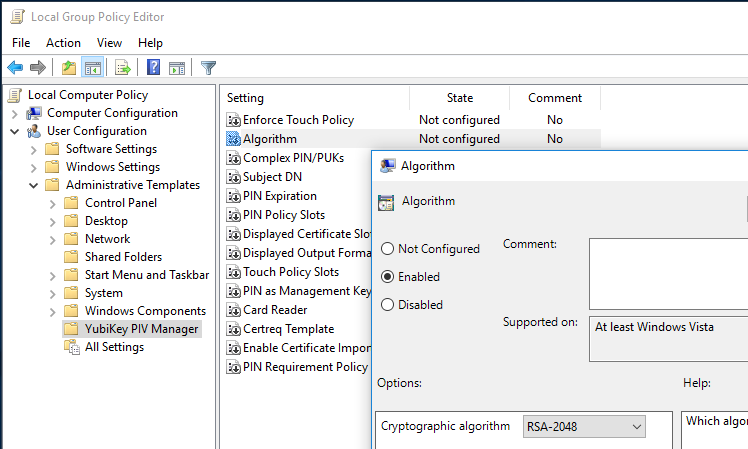 Local Group Policy Editor
File Action View Help
Local Computer Policy
Computer Configuration
User Configuration
Software Settings
Windows Settings
Administrative Templates
Control Panel
Desktop
Network
Shared Folders
Start Menu and Taskbar
System
Windows Components
YubiKey PIV Manager
All Settings
Setting State Comment
Enforce Touch Policy Not configured No
Algorithm Not configured No
Complex PIN/PUKs
Subject DN
PIN Expiration
PIN Policy Slots
Displayed Certificate Slot
Displayed Output Forma
Touch Policy Slots
PIN as Management Key
Card Reader
Certreq Template
Enable Certificate Impor
PIN Requirement Policy
Algorithm
Algorithm
Not Configured
Enabled
Disabled
Comment:
Supported on:
At least Windows Vista
Options:
Help:
Cryptographic algorithm RSA-2048
Which algor